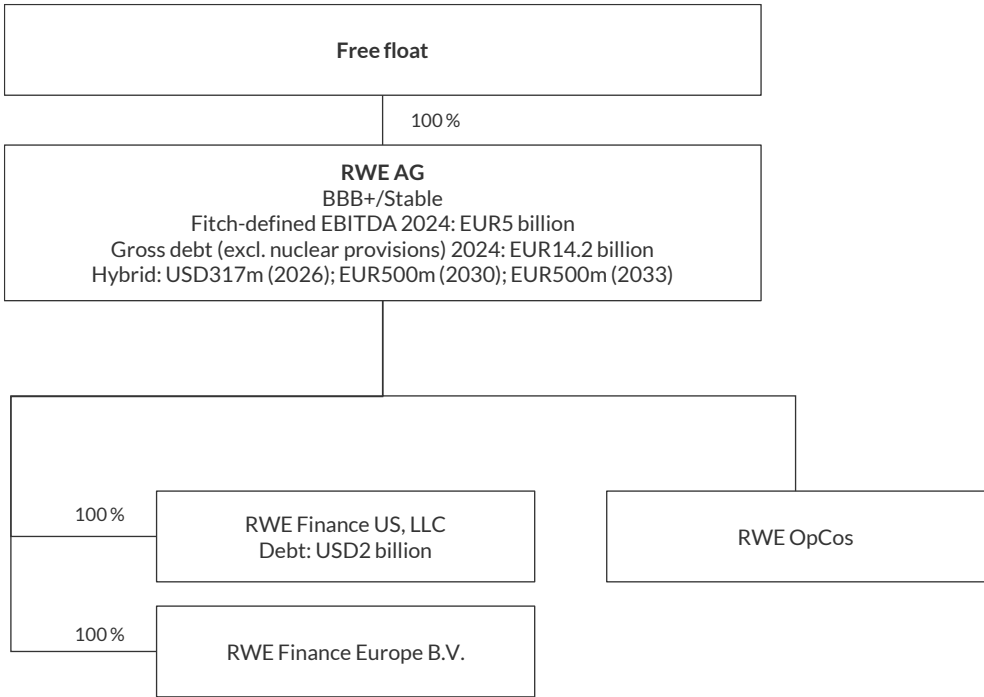 Free float
100 %
RWE AG
BBB+/Stable
Fitch-defined EBITDA 2024: EUR5 billion
Gross debt (excl. nuclear provisions) 2024: EUR14.2 billion
Hybrid: USD317m (2026); EUR500m (2030); EUR500m (2033)
100 %
RWE Finance US, LLC
Debt: USD2 billion
RWE OpCos
100 %
RWE Finance Europe B.V.